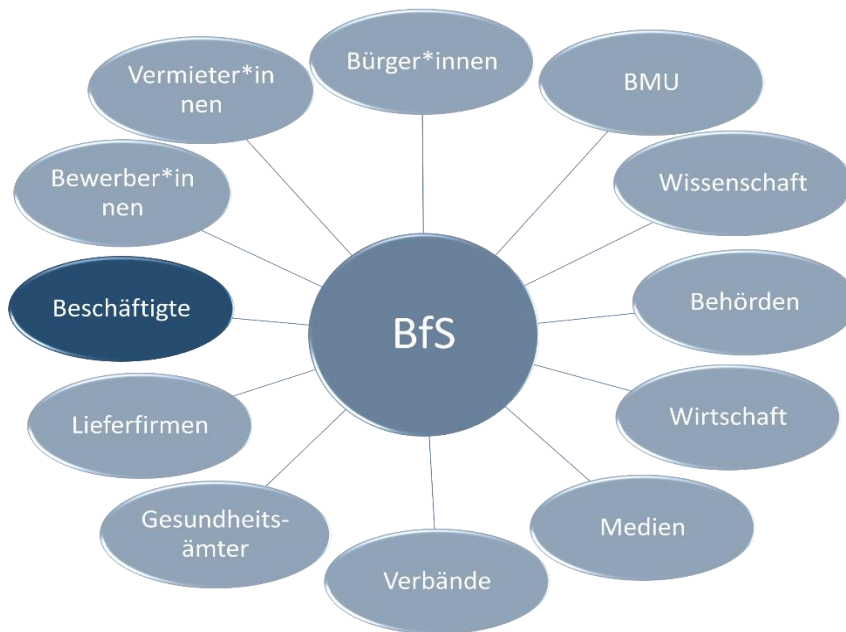 Bürger*innen
BMU
Wissenschaft
Behörden
Wirtschaft
Medien
Verbände
Gesundheits-
ämter
Lieferfirmen
Beschäftigte
Bewerber*in
nen
Vermieter*in
nen
BfS